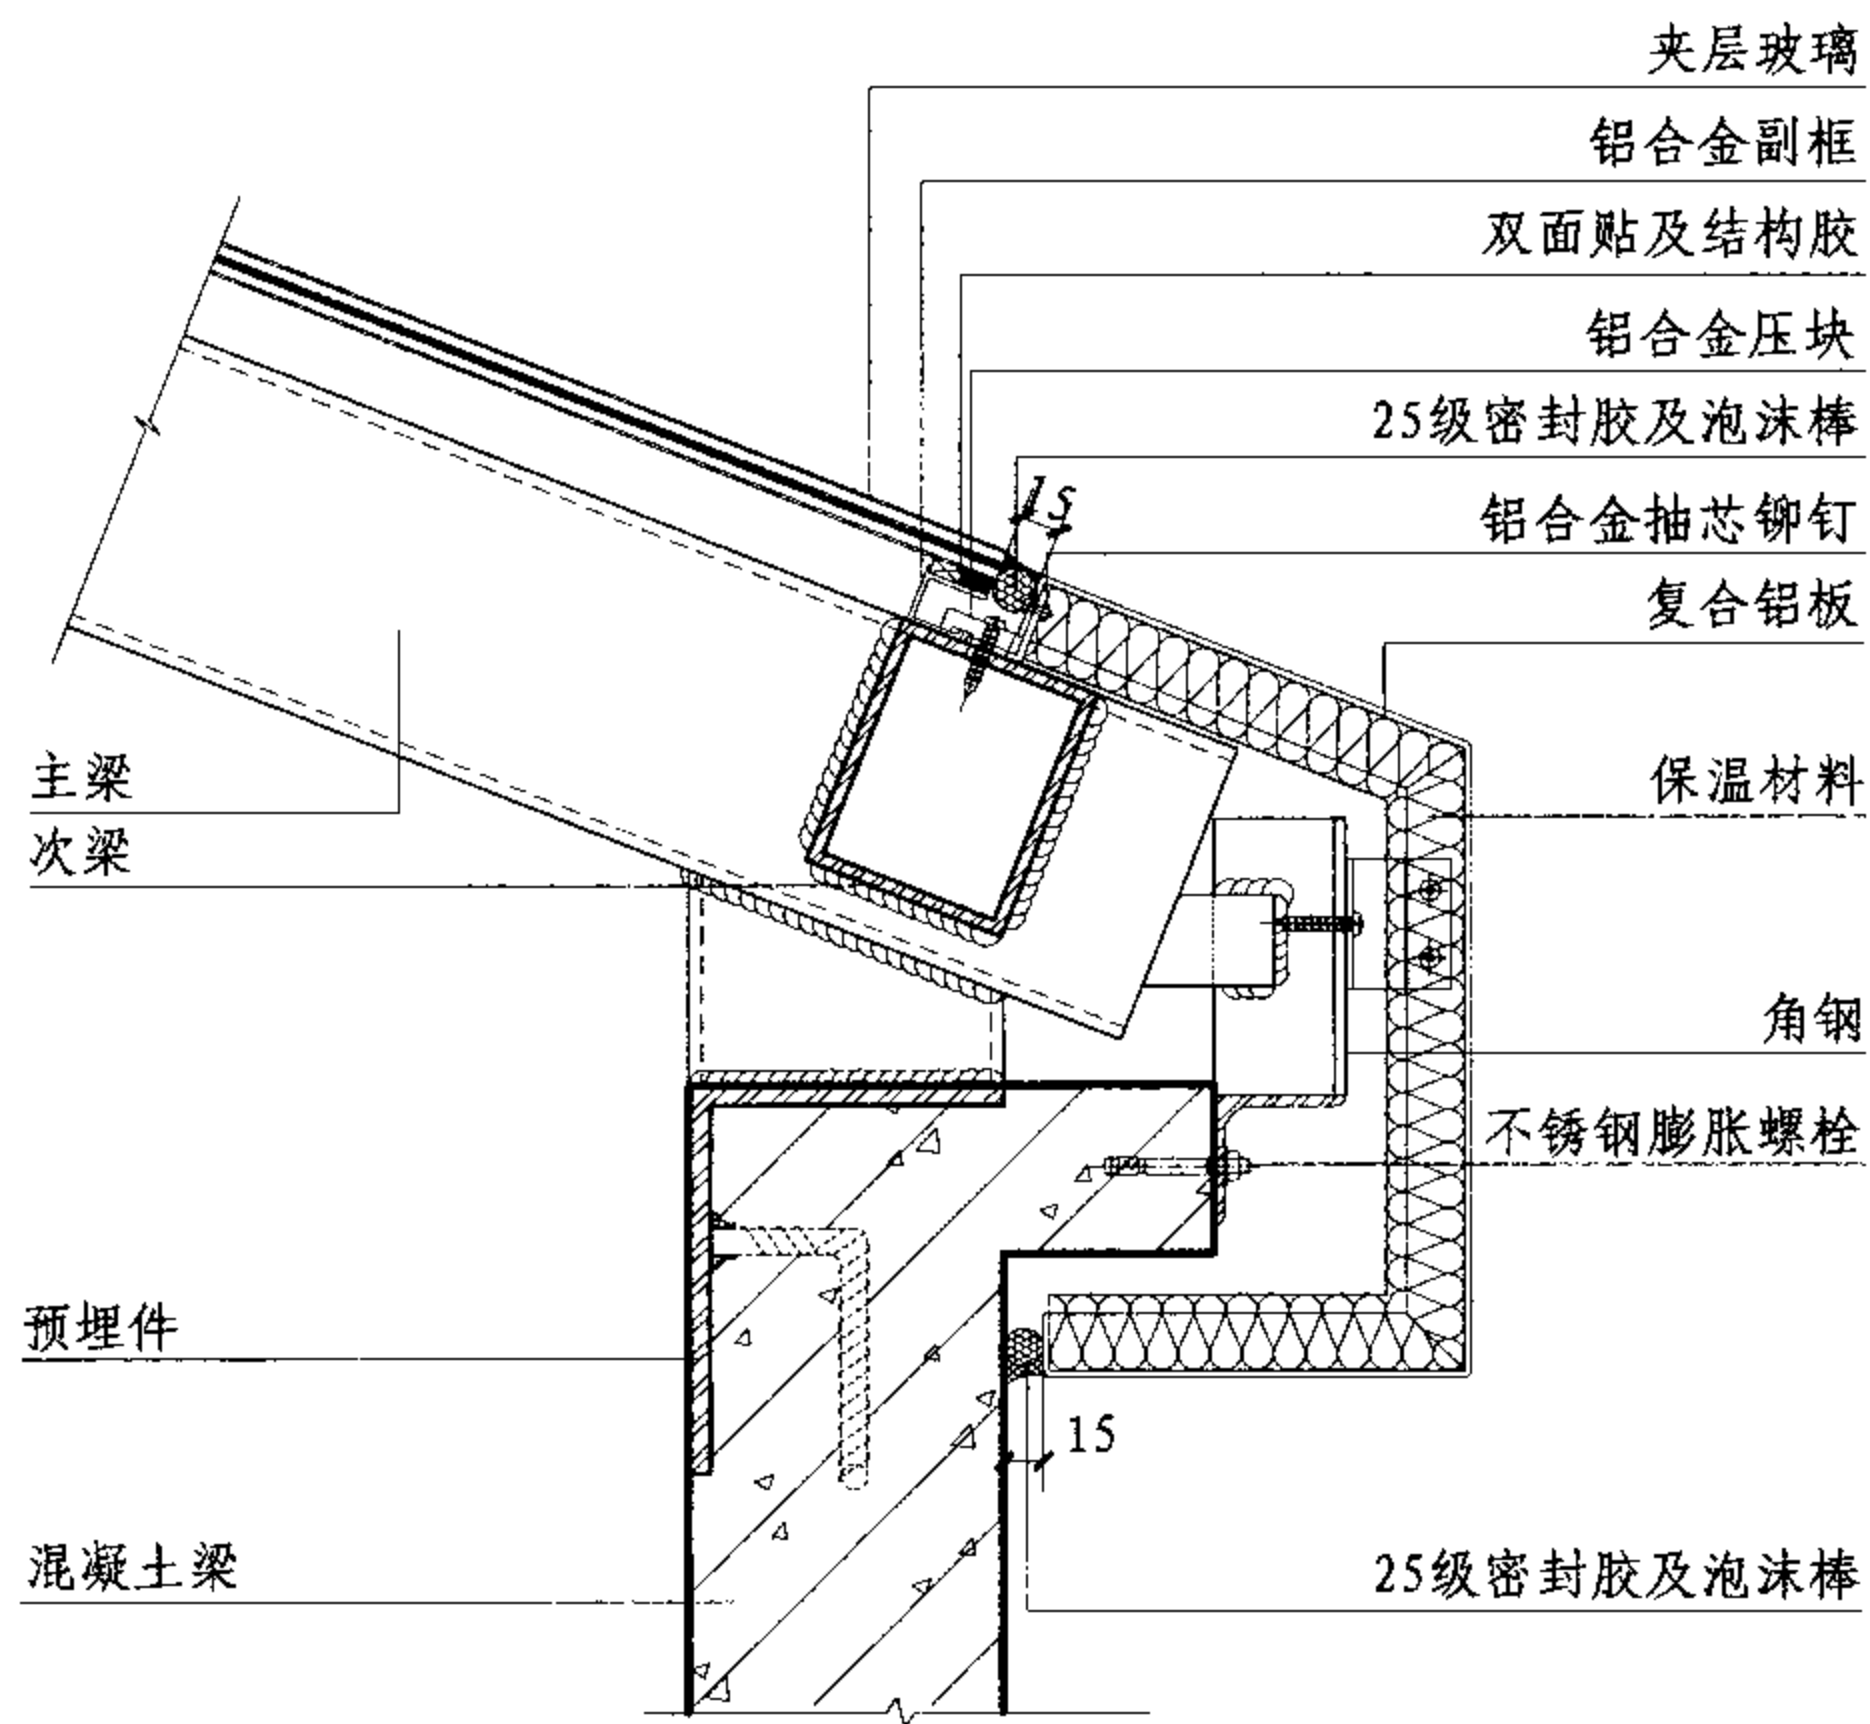 夹层玻璃
铝合金副框
双面贴及结构胶
铝合金压块
25级密封胶及泡沫棒
15
铝合金抽芯铆钉
复合铝板
主梁
保温材料
次梁
角钢
不锈钢膨胀螺栓
预埋件
15
混凝土梁
25级密封胶及泡沫棒